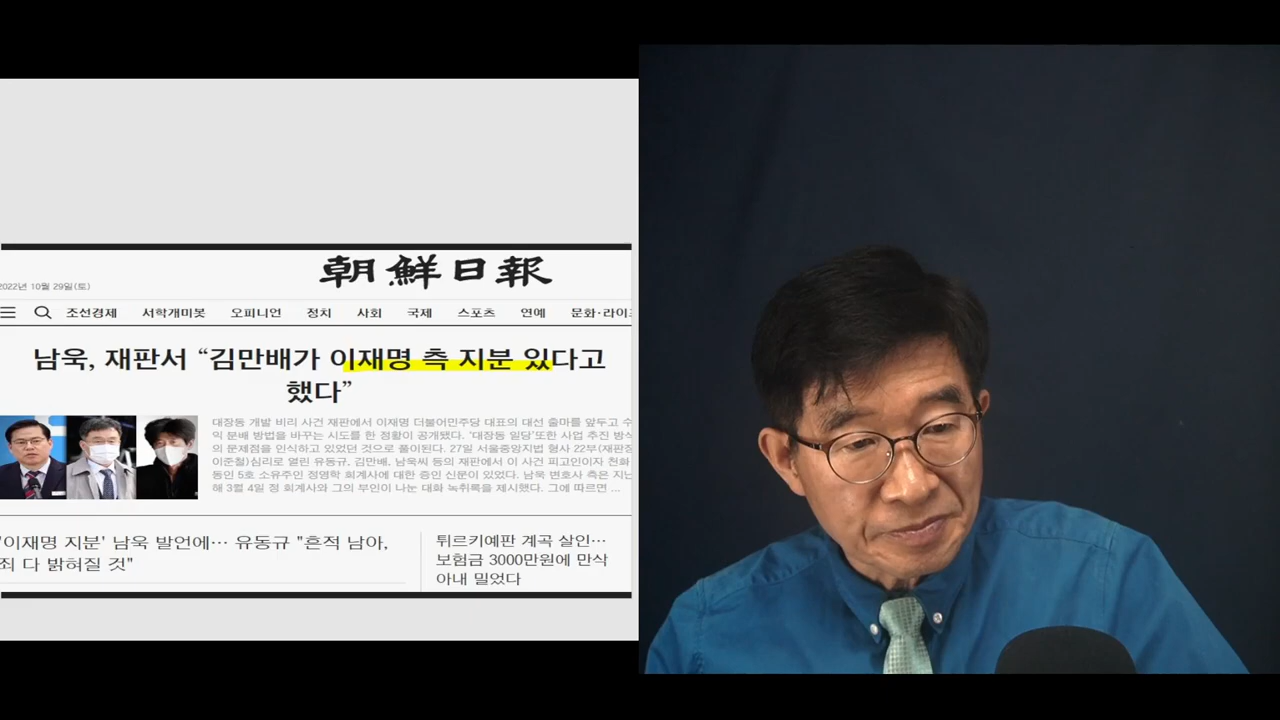 朝鮮日報
2022년 10월 29일(토)
조선경제 서학개미봇 오피니언 정치 사회 국제 스포츠 연예 문화·라이프
남욱, 재판서 “김만배가 이재명 측 지분 있다고
했다”
대장동 개발 비리 사건 재판에서 이재명 더불어민주당 대표의 대선 출마를 앞두고 수
익 분배 방법을 바꾸는 시도를 한 정황이 공개됐다. ‘대장동 일당’또한 사업 추진 방식
의 문제점을 인식하고 있었던 것으로 풀이된다. 27일 서울중앙지법 형사 22부(재판장
이준철)심리로 열린 유동규, 김만배, 남욱씨 등의 재판에서 이 사건 피고인이자 천화
동인 5호 소유주인 정영학 회계사에 대한 증인 신문이 있었다. 남욱 변호사 측은 지난
해 3월 4일 정 회계사와 그의 부인이 나눈 대화 녹취록을 제시했다. 그에 따르면 ...
'이재명 지분' 남욱 발언에… 유동규 "흔적 남아,
죄 다 밝혀질 것"
튀르키예판 계곡 살인…
보험금 3000만원에 만삭
아내 밀었다